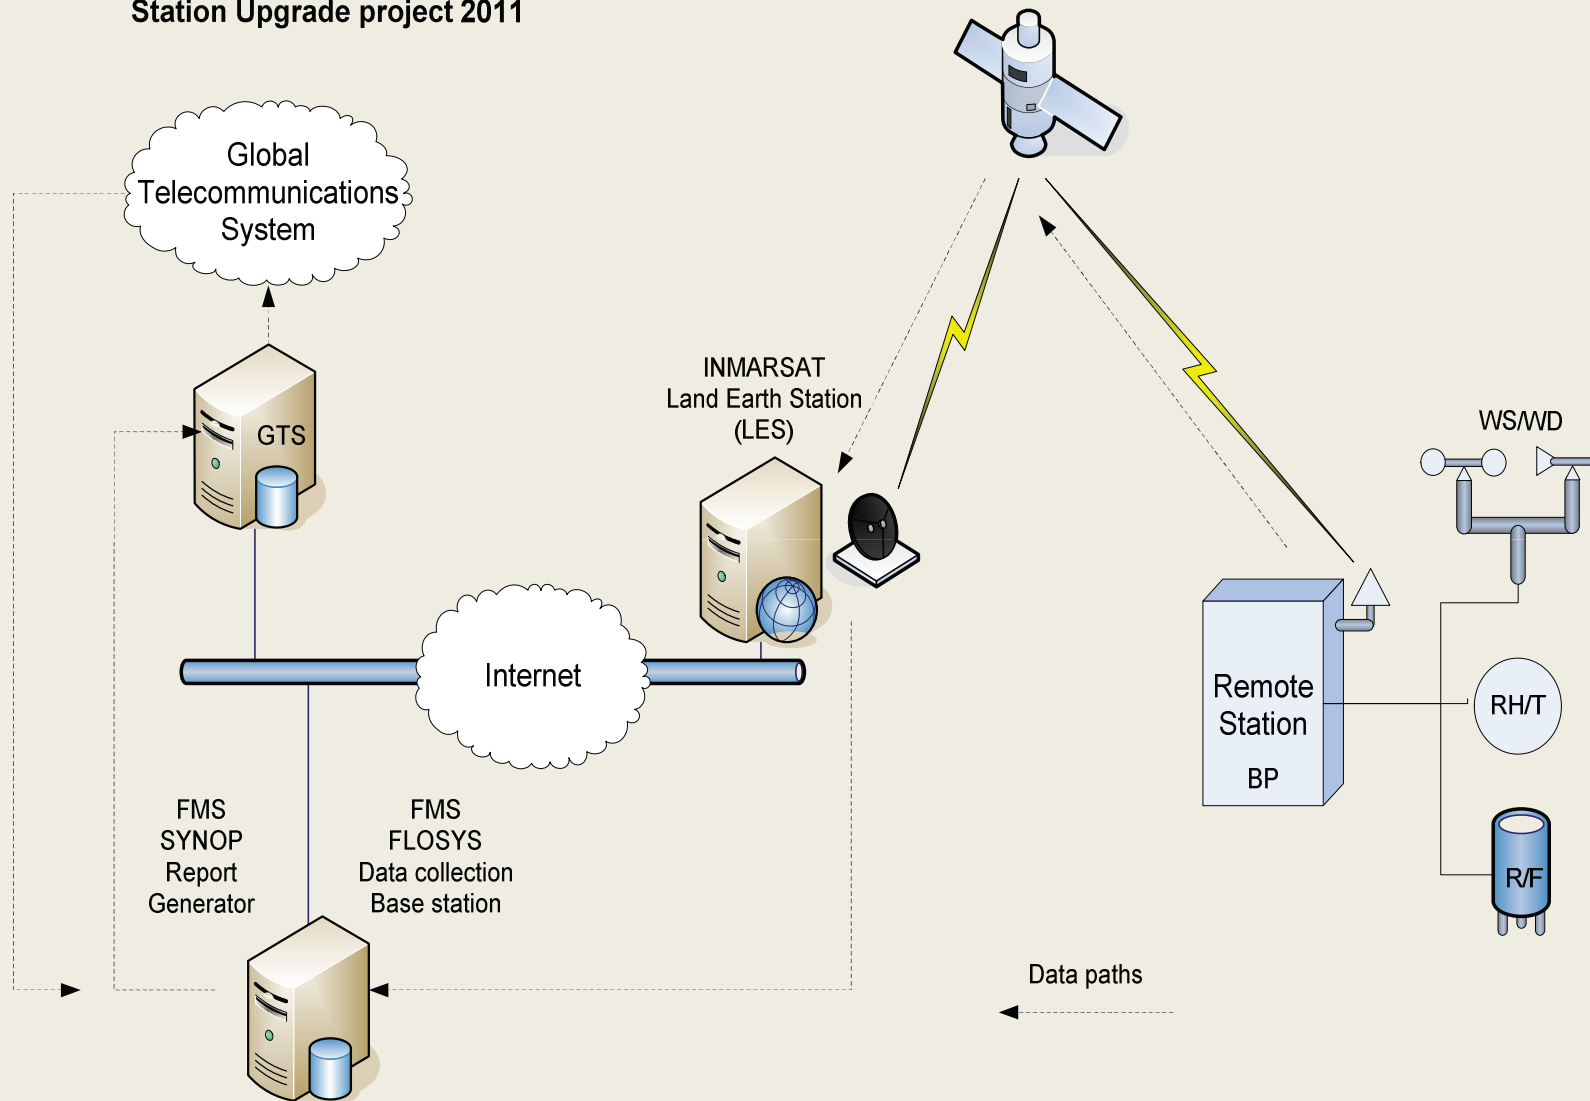 Station Upgrade project 2011
Global
Telecommunications
System
GTS
INMARSAT
Land Earth Station
(LES)
WS/WD
Internet
Remote
Station
BP
RH/T
R/F
FMS
SYNOP
Report
Generator
FMS
FLOSYS
Data collection
Base station
Data paths